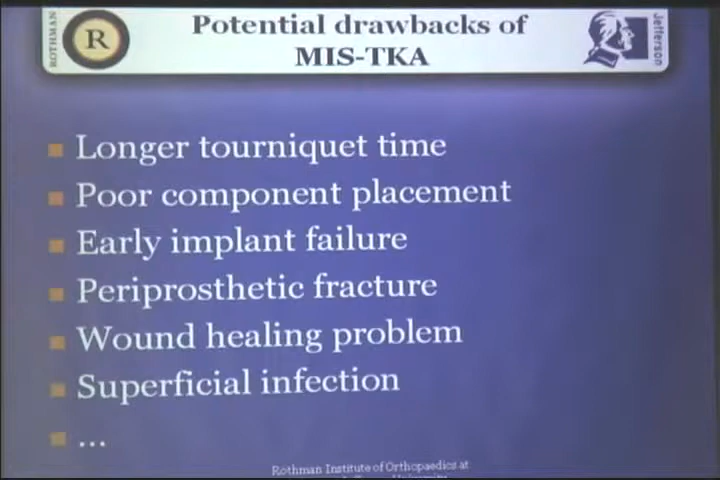 ROTHMAN
R
Potential drawbacks of
MIS-TKA
Jefferson
Longer tourniquet time
Poor component placement
Early implant failure
Periprosthetic fracture
Wound healing problem
Superficial infection
...
Rothman Institute of Orthopaedics at